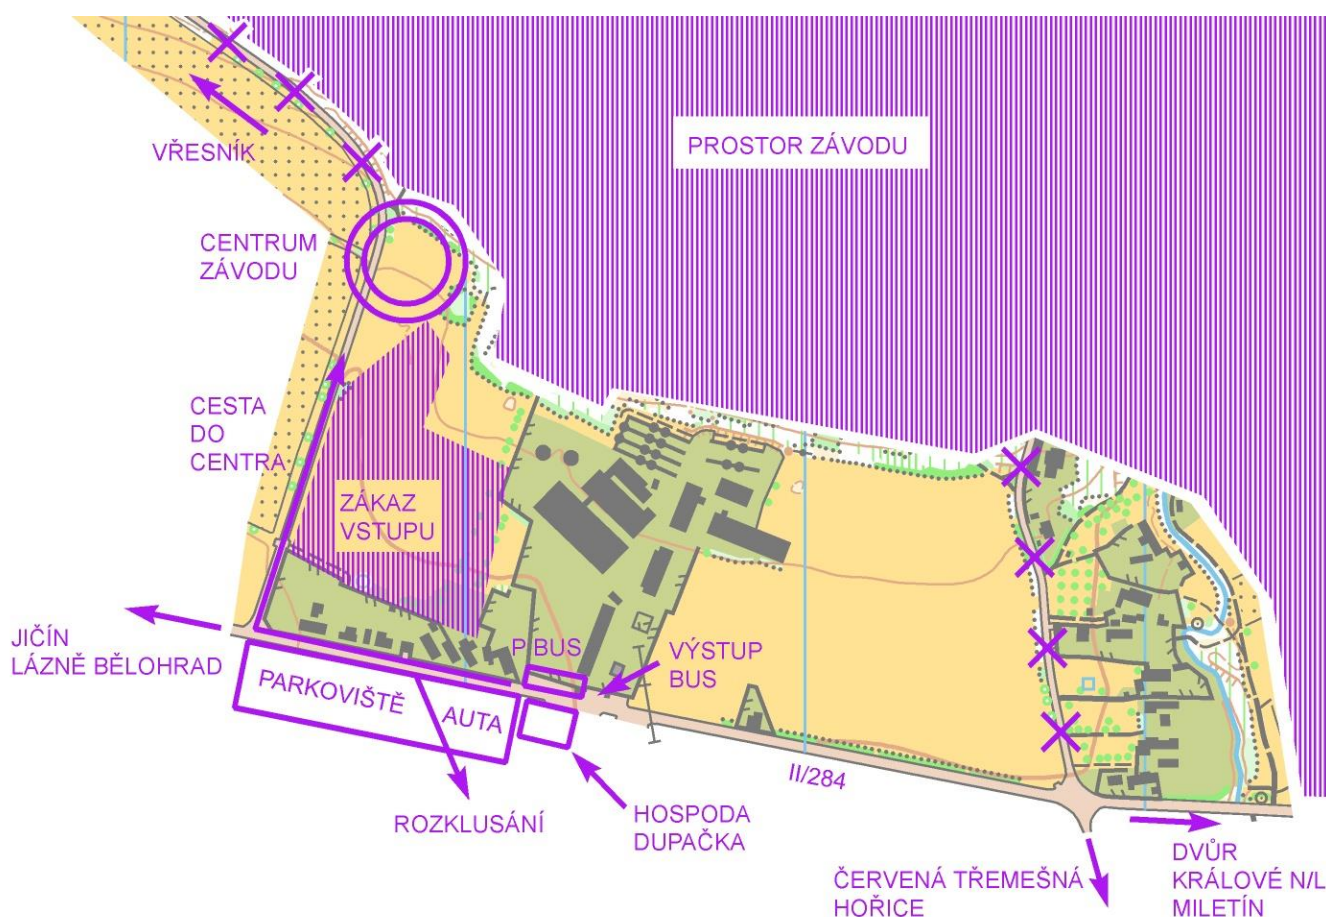 PROSTOR ZÁVODU
VŘESNÍK
CENTRUM
ZÁVODU
CESTA
DO
CENTRA
ZÁKAZ
VSTUPU
JIČÍN
LÁZNĚ BĚLOHRAD
P BUS
VÝSTUP
BUS
PARKOVIŠTĚ
AUTA
II/284
ROZKLUSÁNÍ
HOSPODA
DUPAČKA
ČERVENÁ TŘEMEŠNÁ
HOŘICE
DVŮR
KRÁLOVÉ N/L
MILETÍN